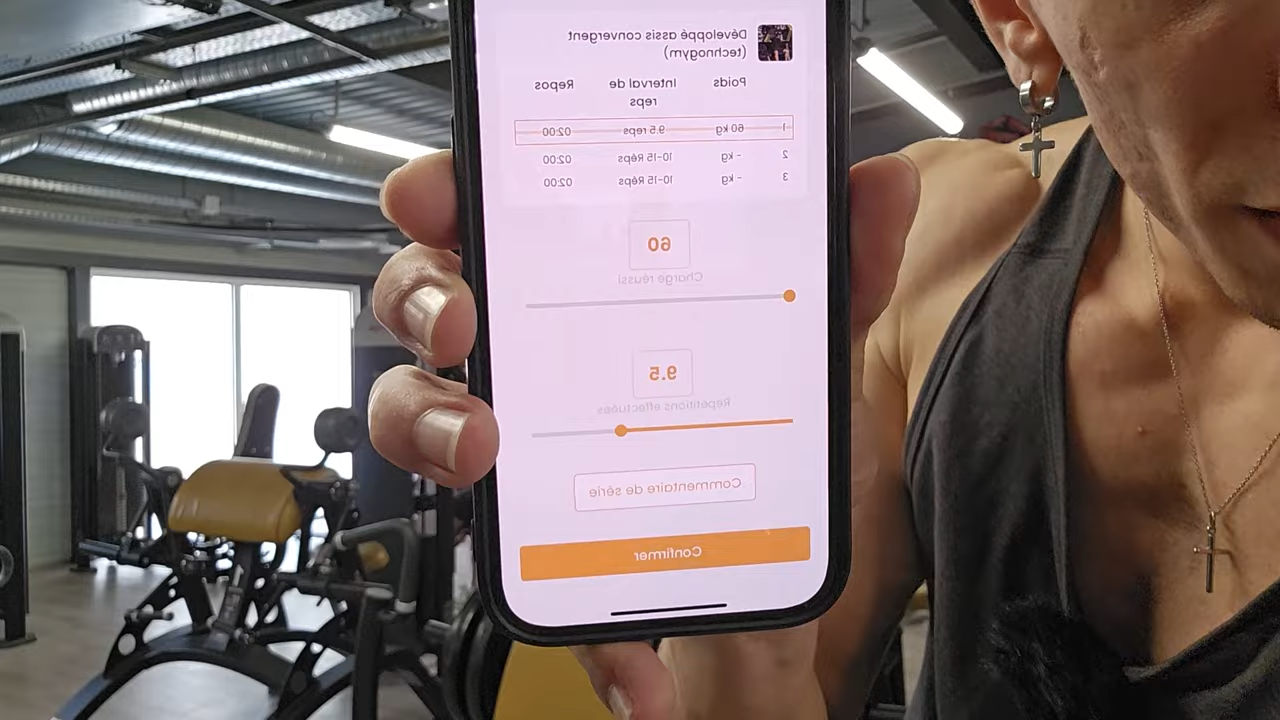 Développé assis convergent
(technogym)
Poids Interval de reps Repos
1 60 kg 9.5 reps 02:00
2 - kg 10-15 Réps 02:00
3 - kg 10-15 Réps 02:00
60
Charge réussi
9.5
Répétitions effectuées
Commentaire de série
Confirmer